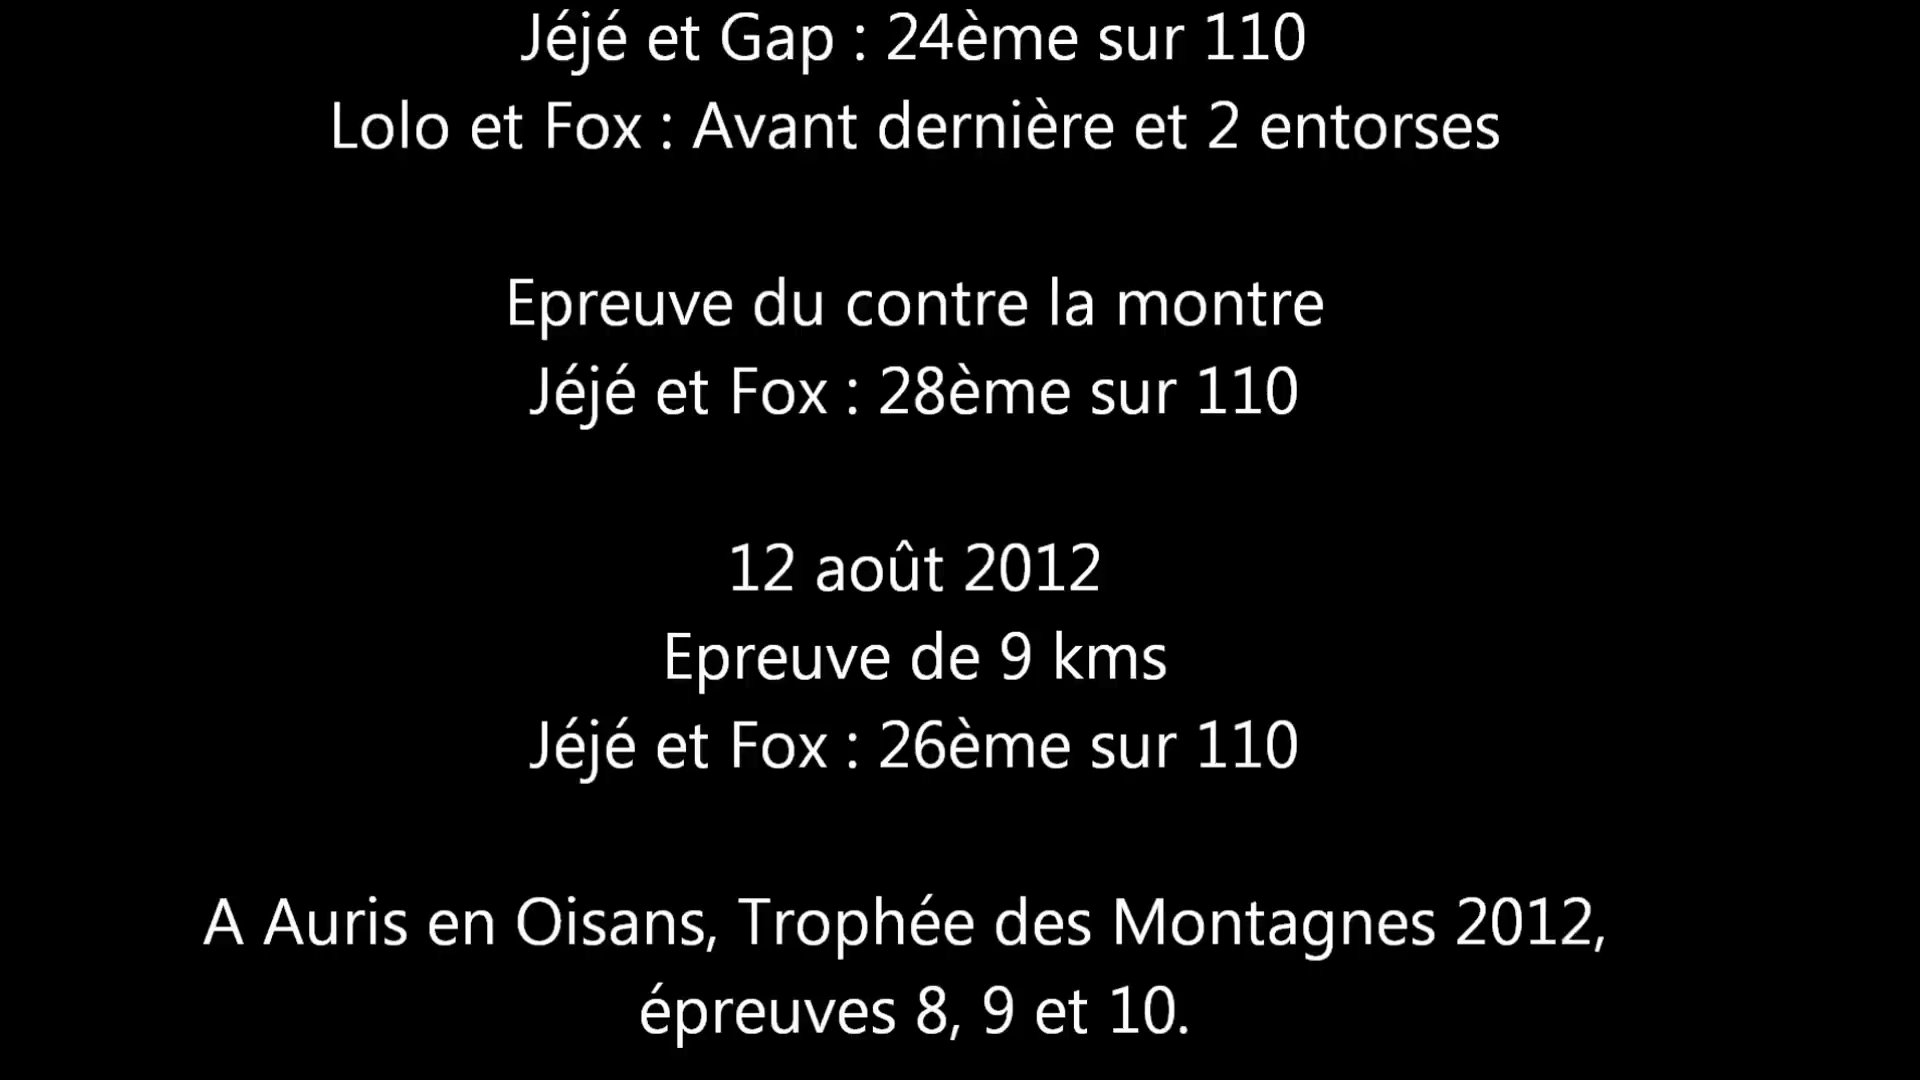 Jéjé et Gap : 24ème sur 110
Lolo et Fox : Avant dernière et 2 entorses
Epreuve du contre la montre
Jéjé et Fox : 28ème sur 110
12 août 2012
Epreuve de 9 kms
Jéjé et Fox : 26ème sur 110
A Auris en Oisans, Trophée des Montagnes 2012,
épreuves 8, 9 et 10.